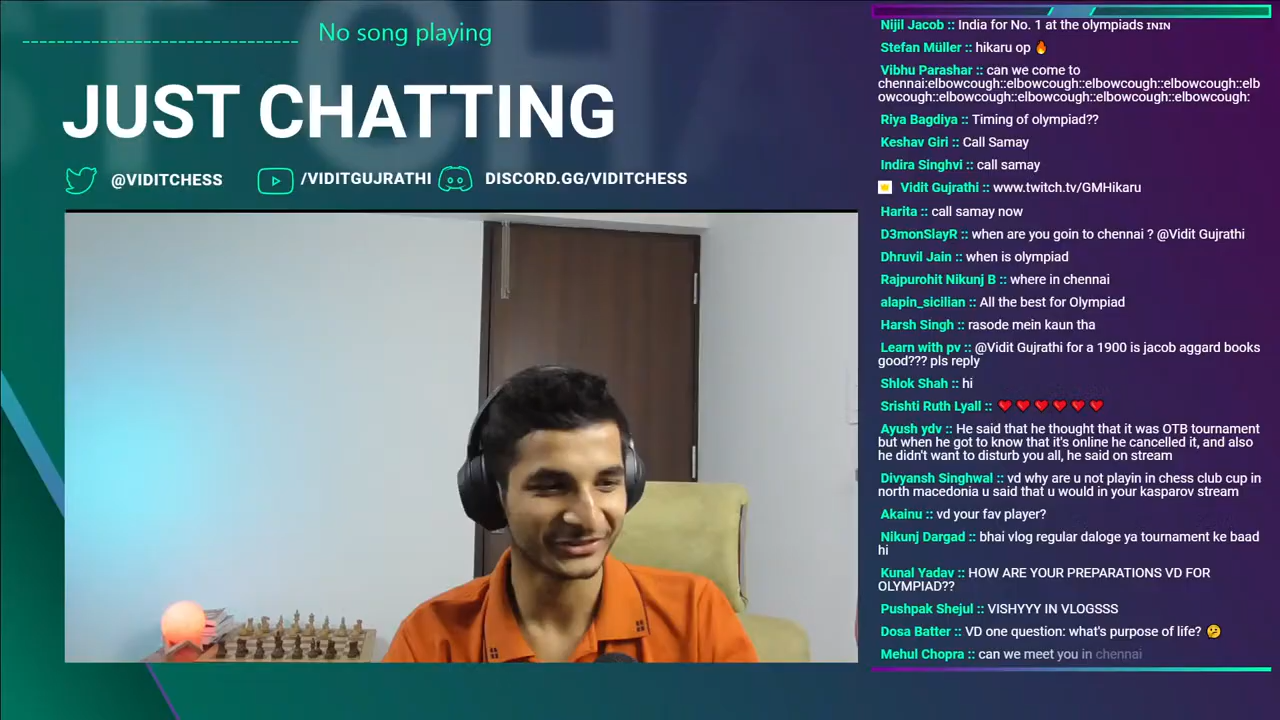 No song playing
JUST CHATTING
@VIDITCHESS
/VIDITGUJRATHI
DISCORD.GG/VIDITCHESS
Nijil Jacob :: India for No. 1 at the olympiads ɪɴɪɴ
Stefan Müller :: hikaru op 🔥
Vibhu Parashar :: can we come to
chennai:elbowcough::elbowcough::elbowcough::elbowcough::elb
owcough::elbowcough::elbowcough::elbowcough::elbowcough:
Riya Bagdiya :: Timing of olympiad??
Keshav Giri :: Call Samay
Indira Singhvi :: call samay
Vidit Gujrathi :: www.twitch.tv/GMHikaru
Harita :: call samay now
D3monSlayR :: when are you goin to chennai ? @Vidit Gujrathi
Dhruvil Jain :: when is olympiad
Rajpurohit Nikunj B :: where in chennai
alapin_sicilian :: All the best for Olympiad
Harsh Singh :: rasode mein kaun tha
Learn with pv :: @Vidit Gujrathi for a 1900 is jacob aggard books
good??? pls reply
Shlok Shah :: hi
Srishti Ruth Lyall :: ❤️ ❤️ ❤️ ❤️ ❤️ ❤️
Ayush ydv :: He said that he thought that it was OTB tournament
but when he got to know that it's online he cancelled it, and also
he didn't want to disturb you all, he said on stream
Divyansh Singhwal :: vd why are u not playin in chess club cup in
north macedonia u said that u would in your kasparov stream
Akainu :: vd your fav player?
Nikunj Dargad :: bhai vlog regular daloge ya tournament ke baad
hi
Kunal Yadav :: HOW ARE YOUR PREPARATIONS VD FOR
OLYMPIAD??
Pushpak Shejul :: VISHYYY IN VLOGSSS
Dosa Batter :: VD one question: what's purpose of life? 🤔
Mehul Chopra :: can we meet you in chennai